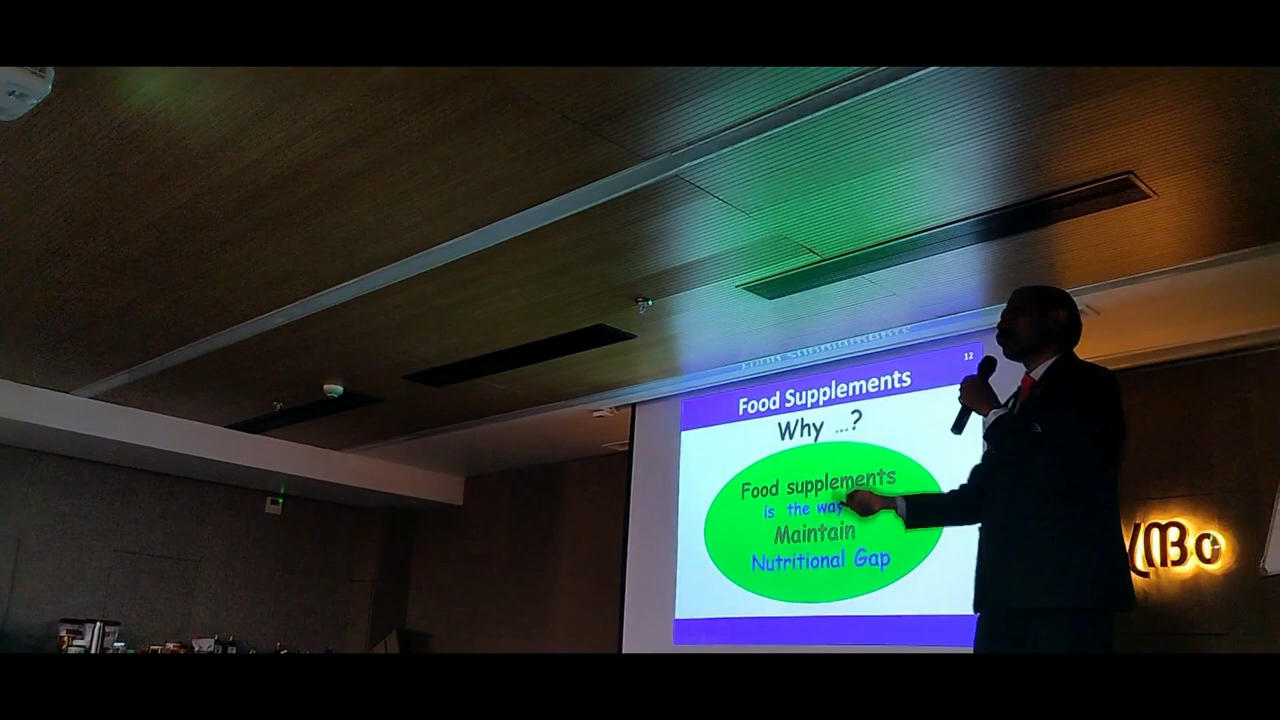 12
Food Supplements
Why ...?
Food supplements
is the way
Maintain
Nutritional Gap